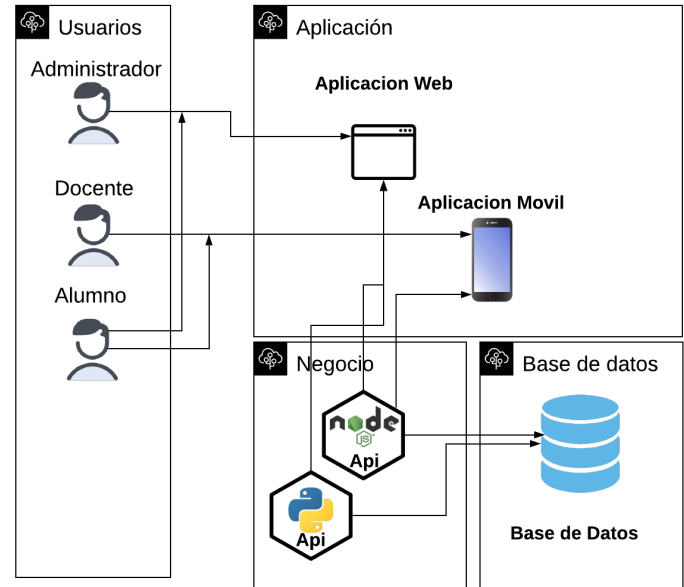 Usuarios
Administrador
Docente
Alumno
Aplicación
Aplicacion Web
Aplicacion Movil
Negocio
node
JS
Api
Api
Base de datos
Base de Datos